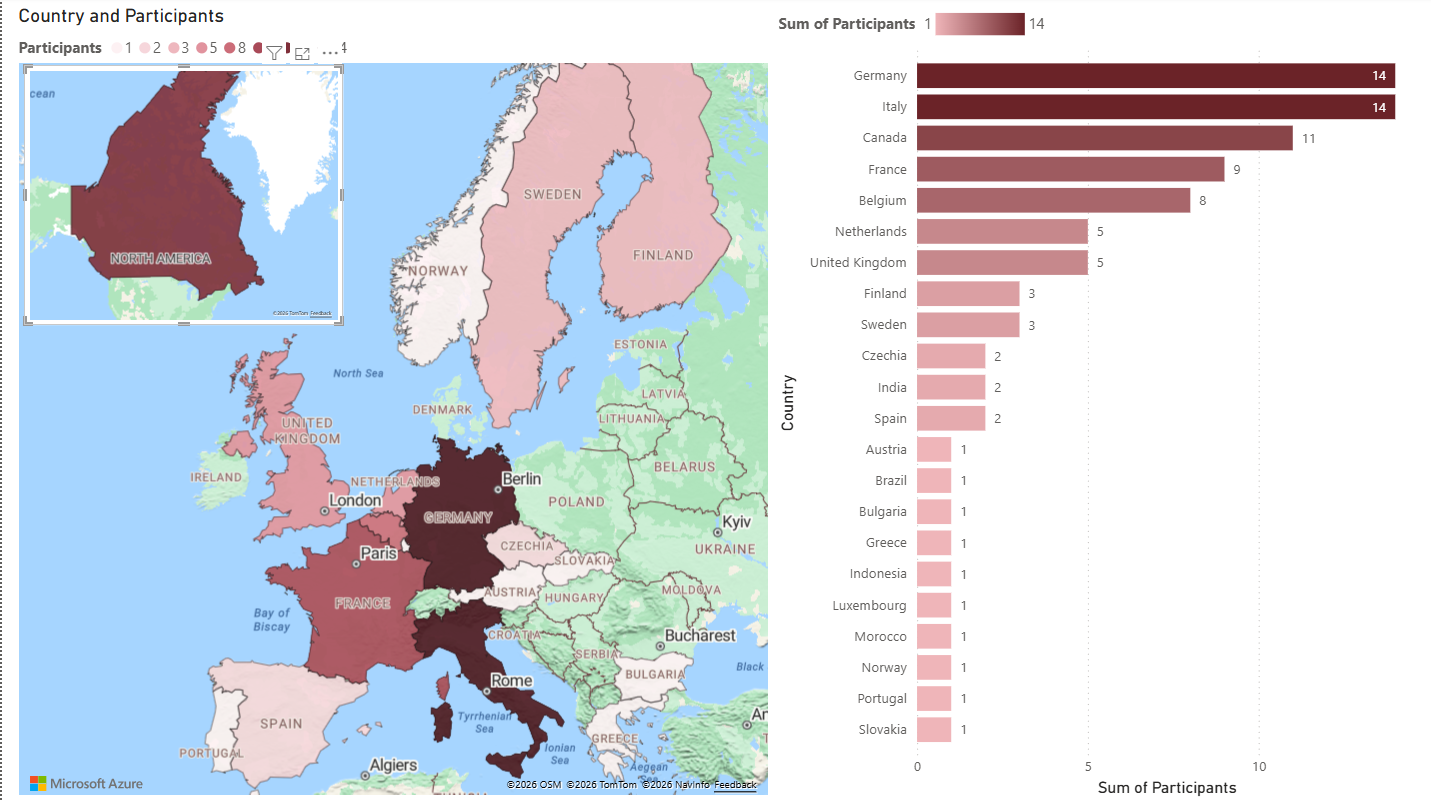 Country and Participants
Participants 1 2 3 5 8 4
cean
NORTH AMERICA
©2026 TomTom Feedback
SWEDEN
FINLAND
NORWAY
ESTONIA
North Sea
LATVIA
DENMARK
LITHUANIA
UNITED
KINGDOM
BELARUS
IRELAND
NETHERLANDS
Berlin
London
POLAND
GERMANY
Kyiv
CZECHIA
UKRAINE
Paris
SLOVAKIA
AUSTRIA
MOLDOVA
HUNGARY
FRANCE
Bay of
Biscay
CROATIA
Bucharest
SERBIA
Black
BULGARIA
Rome
SPAIN
Tyrrhenian
Sea
An
PORTUGAL
GREECE
Ionian
Sea
Algiers
Aegean
Sea
Microsoft Azure
©2026 OSM ©2026 TomTom ©2026 NavInfo Feedback
Sum of Participants 1 14
Germany 14
Italy 14
Canada 11
France 9
Belgium 8
Netherlands 5
United Kingdom 5
Finland 3
Sweden 3
Czechia 2
India 2
Spain 2
Austria 1
Brazil 1
Bulgaria 1
Greece 1
Indonesia 1
Luxembourg 1
Morocco 1
Norway 1
Portugal 1
Slovakia 1
Country
0 5 10
Sum of Participants